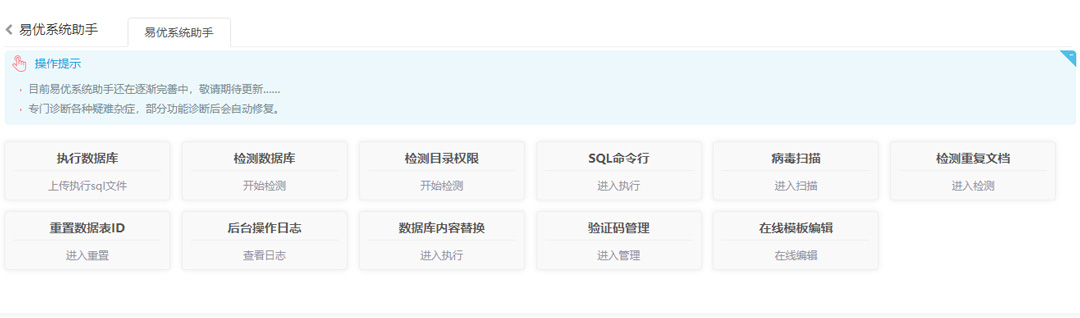 易优系统助手 易优系统助手
操作提示
目前易优系统助手还在逐渐完善中，敬请期待更新......
专门诊断各种疑难杂症，部分功能诊断后会自动修复。
执行数据库 检测数据库 检测目录权限 SQL命令行 病毒扫描 检测重复文档
上传执行sql文件 开始检测 开始检测 进入执行 进入扫描 进入检测
重置数据表ID 后台操作日志 数据库内容替换 验证码管理 在线模板编辑
进入重置 查看日志 进入执行 进入管理 在线编辑